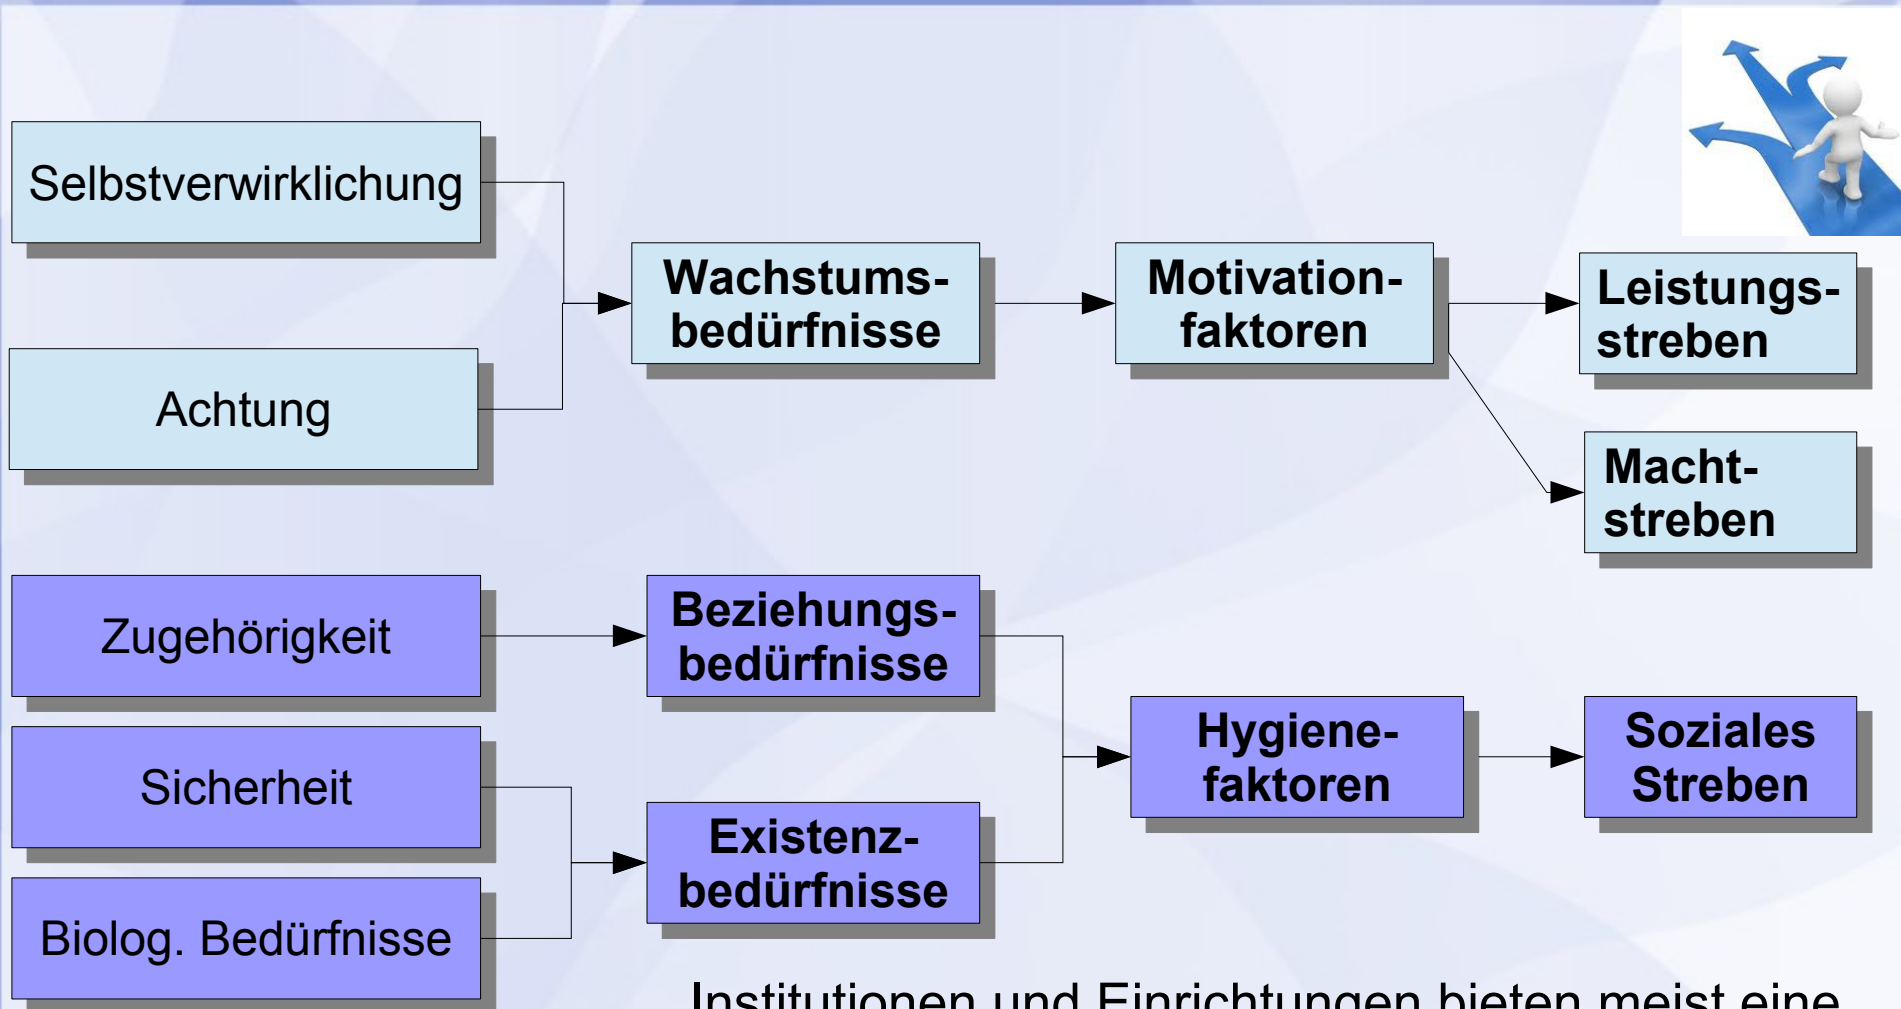 Selbstverwirklichung
Achtung
Wachstums-
bedürfnisse
Motivation-
faktoren
Leistungs-
streben
Macht-
streben
Zugehörigkeit
Sicherheit
Biolog. Bedürfnisse
Beziehungs-
bedürfnisse
Existenz-
bedürfnisse
Hygiene-
faktoren
Soziales
Streben
Institutionen und Einrichtungen bieten meist eine